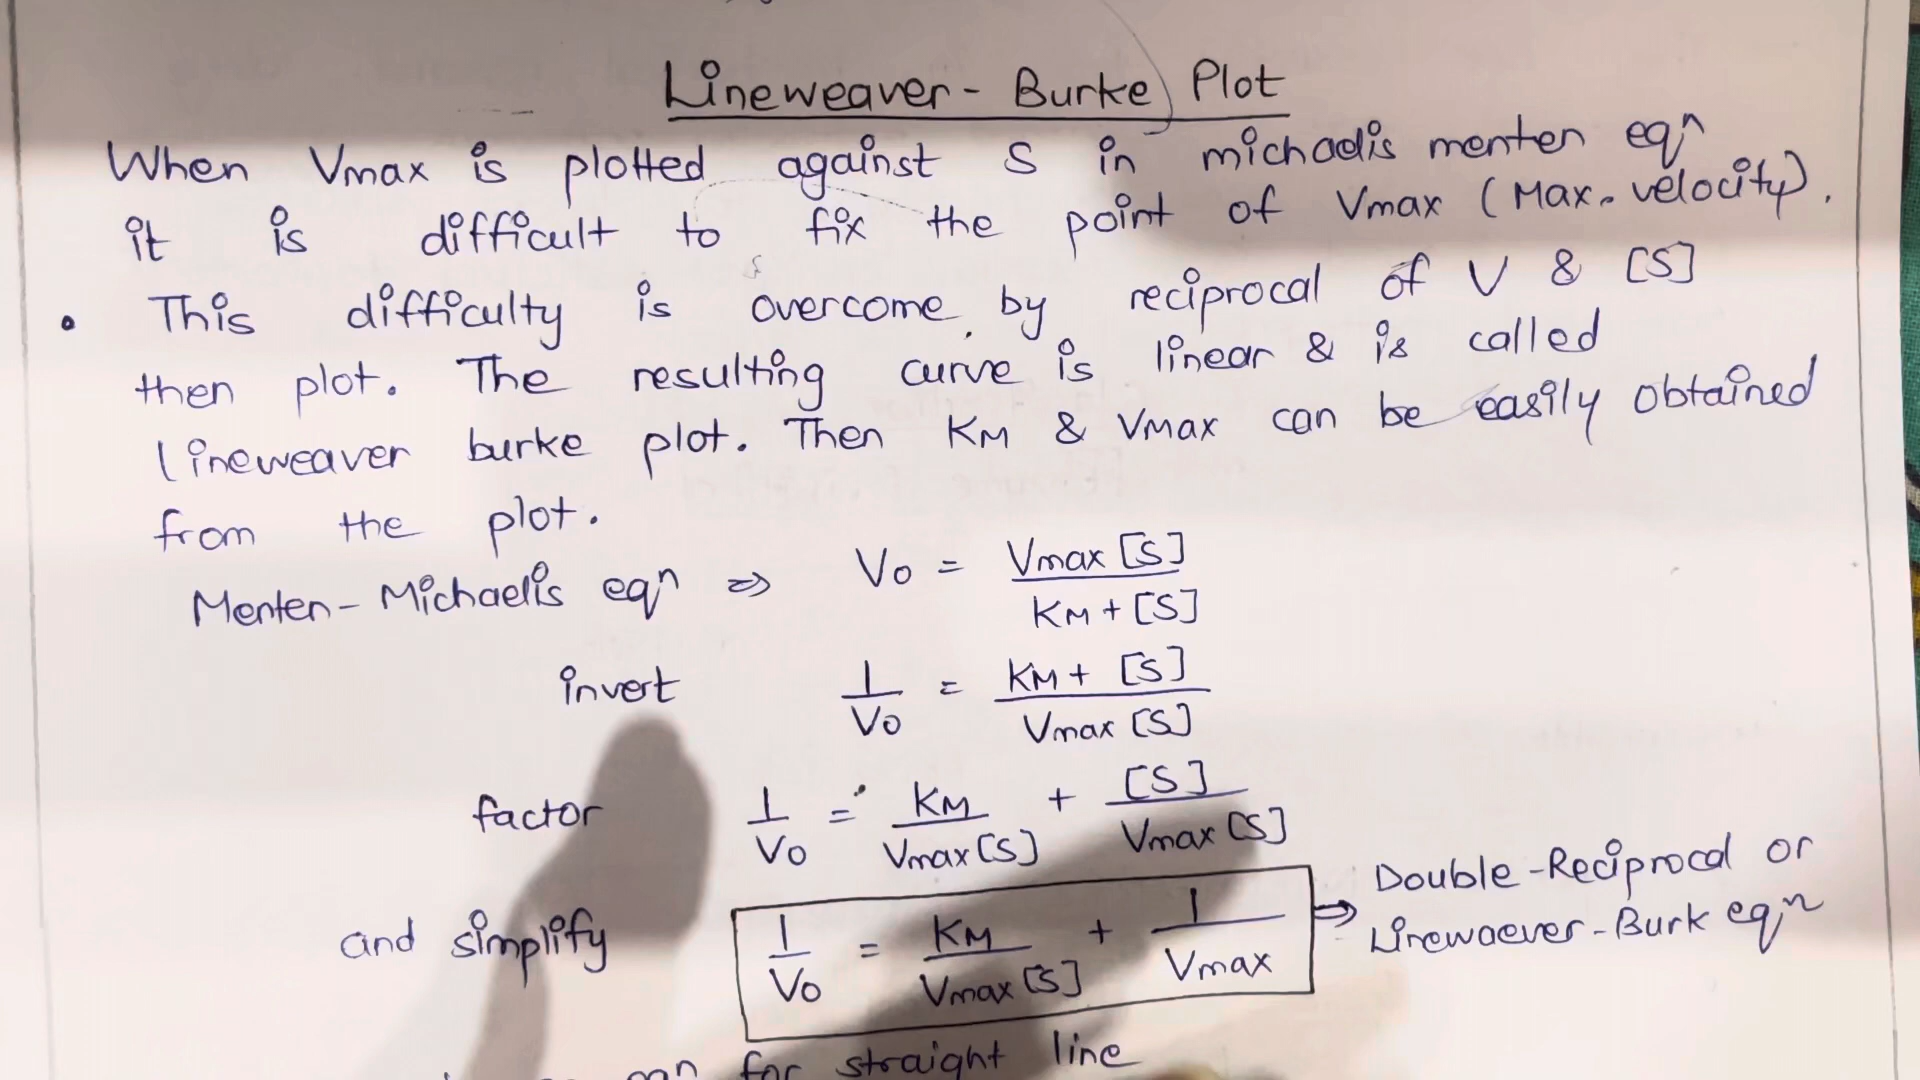 Lineweaver - Burke Plot
When Vmax is plotted against S in michaelis menten eqn
it is difficult to fix the point of Vmax (Max. velocity).
• This difficulty is overcome by reciprocal of V & [S]
then plot. The resulting curve is linear & is called
lineweaver burke plot. Then KM & VMax can be easily obtained
from the plot.
Menten-Michaelis eqn ⇒ Vo = Vmax [S] / KM + [S]
invert 1/Vo = KM + [S] / Vmax [S]
factor 1/Vo = KM / Vmax [S] + [S] / Vmax [S]
and simplify 1/Vo = KM / Vmax [S] + 1 / Vmax ⇒ Double-Reciprocal or
Linewaever-Burk eqn
for straight line